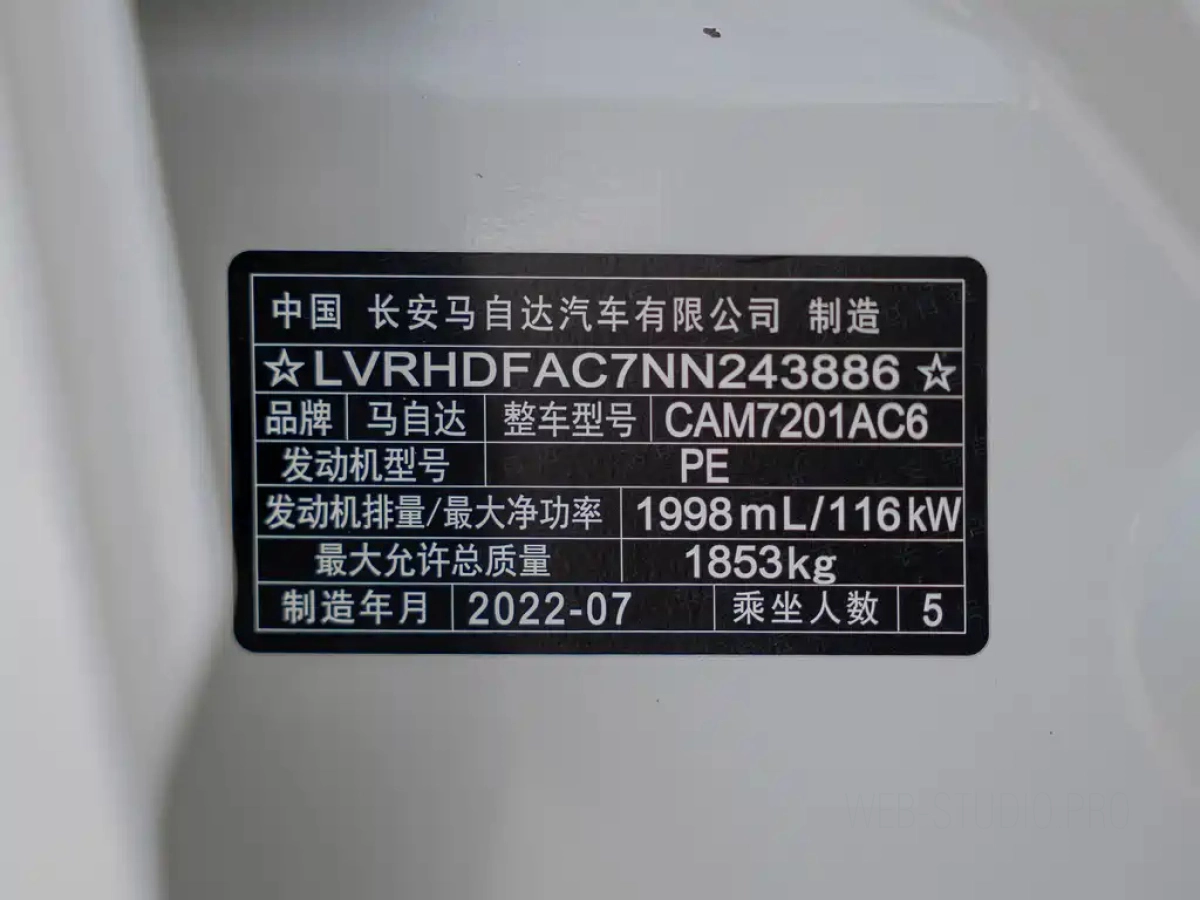 中国 长安马自达汽车有限公司 制造
☆LVRHDFAC7NN243886☆
品牌 马自达 整车型号 CAM7201AC6
发动机型号 PE
发动机排量/最大净功率 1998mL/116kW
最大允许总质量 1853kg
制造年月 2022-07 乘坐人数 5
WEB-STUDIO PRO